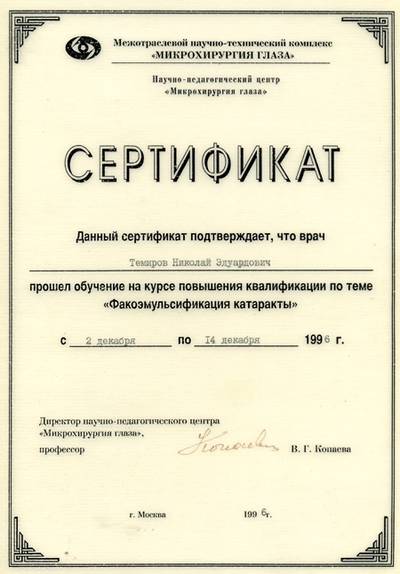 Межотраслевой научно-технический комплекс
«МИКРОХИРУРГИЯ ГЛАЗА»
Научно-педагогический центр
«Микрохирургия глаза»
СЕРТИФИКАТ
Данный сертификат подтверждает, что врач
Темиров Николай Эдуардович
прошел обучение на курсе повышения квалификации по теме
«Факоэмульсификация катаракты»
с 2 декабря по 14 декабря 1996 г.
Директор научно-педагогического центра
«Микрохирургия глаза»,
профессор В. Г. Копаева
г. Москва 1996г.